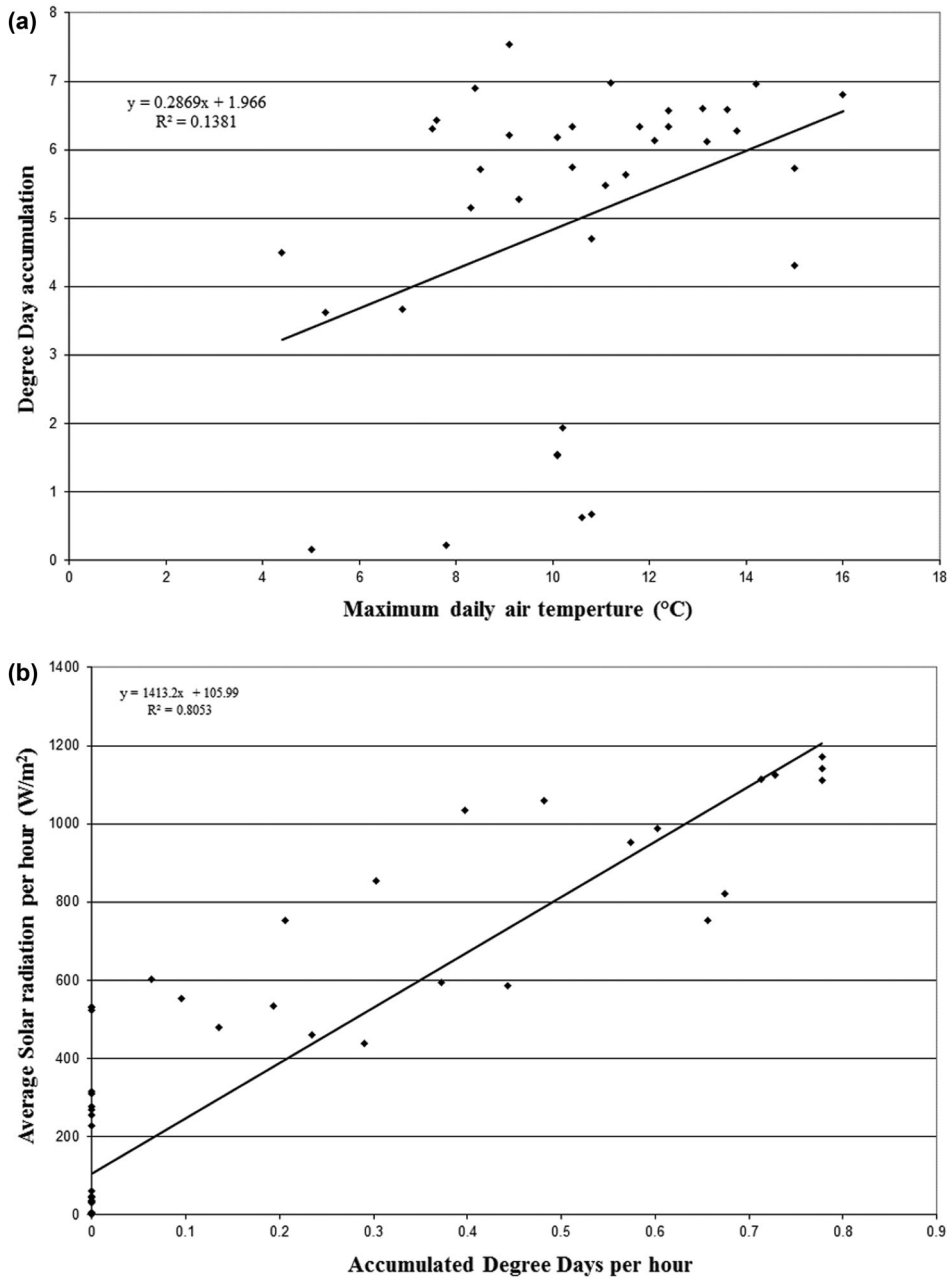 (a)
8
7
6
5
4
3
2
1
0
y = 0.2869x + 1.966
R² = 0.1381
Degree Day accumulation
0 2 4 6 8 10 12 14 16 18
Maximum daily air temperture (°C)
(b)
1400
1200
1000
800
600
400
200
0
y = 1413.2x + 105.99
R² = 0.8053
Average Solar radiation per hour (W/m²)
0 0.1 0.2 0.3 0.4 0.5 0.6 0.7 0.8 0.9
Accumulated Degree Days per hour